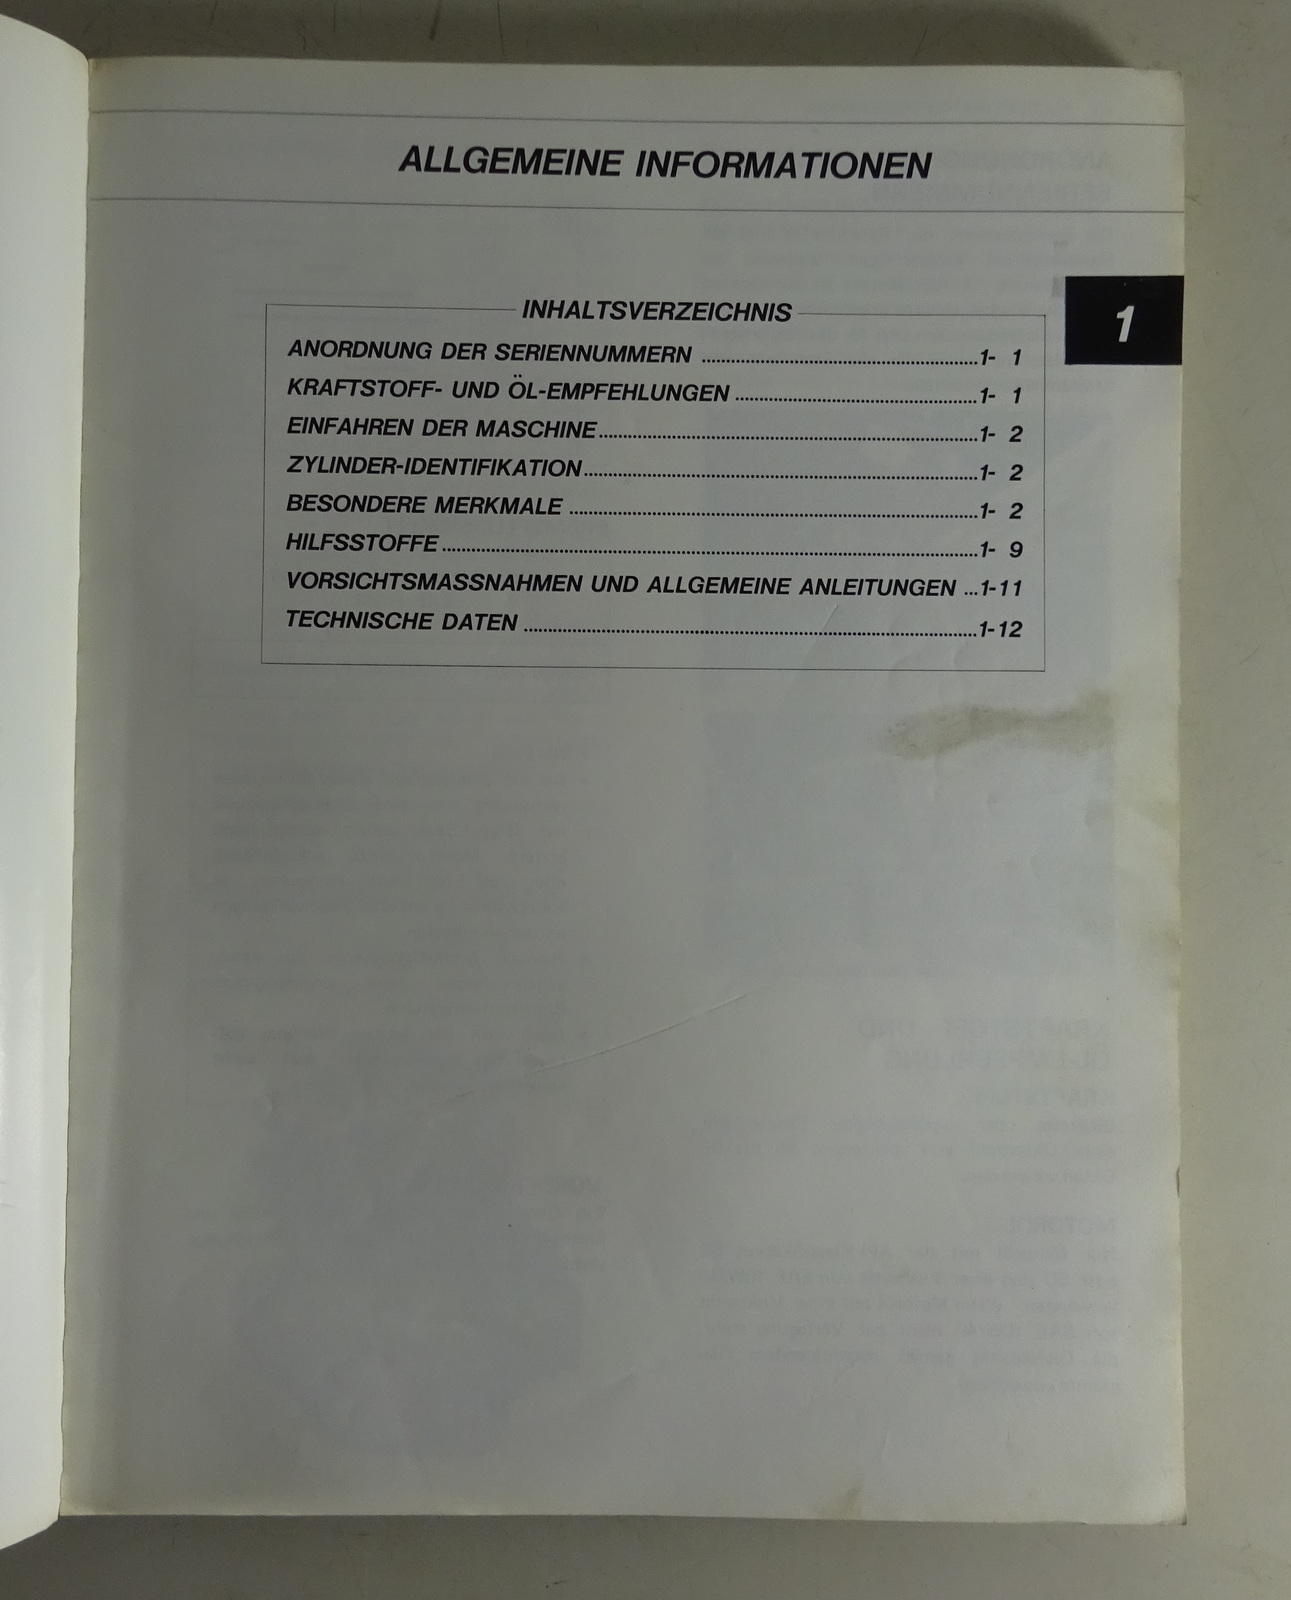 ALLGEMEINE INFORMATIONEN
1
INHALTSVERZEICHNIS
ANORDNUNG DER SERIENNUMMERN ........................................................1- 1
KRAFTSTOFF- UND ÖL-EMPFEHLUNGEN ..................................................1- 1
EINFAHREN DER MASCHINE..............................................................................1- 2
ZYLINDER-IDENTIFIKATION.................................................................................1- 2
BESONDERE MERKMALE ....................................................................................1- 2
HILFSSTOFFE..............................................................................................................1- 9
VORSICHTSMASSNAHMEN UND ALLGEMEINE ANLEITUNGEN ...1-11
TECHNISCHE DATEN .............................................................................................1-12